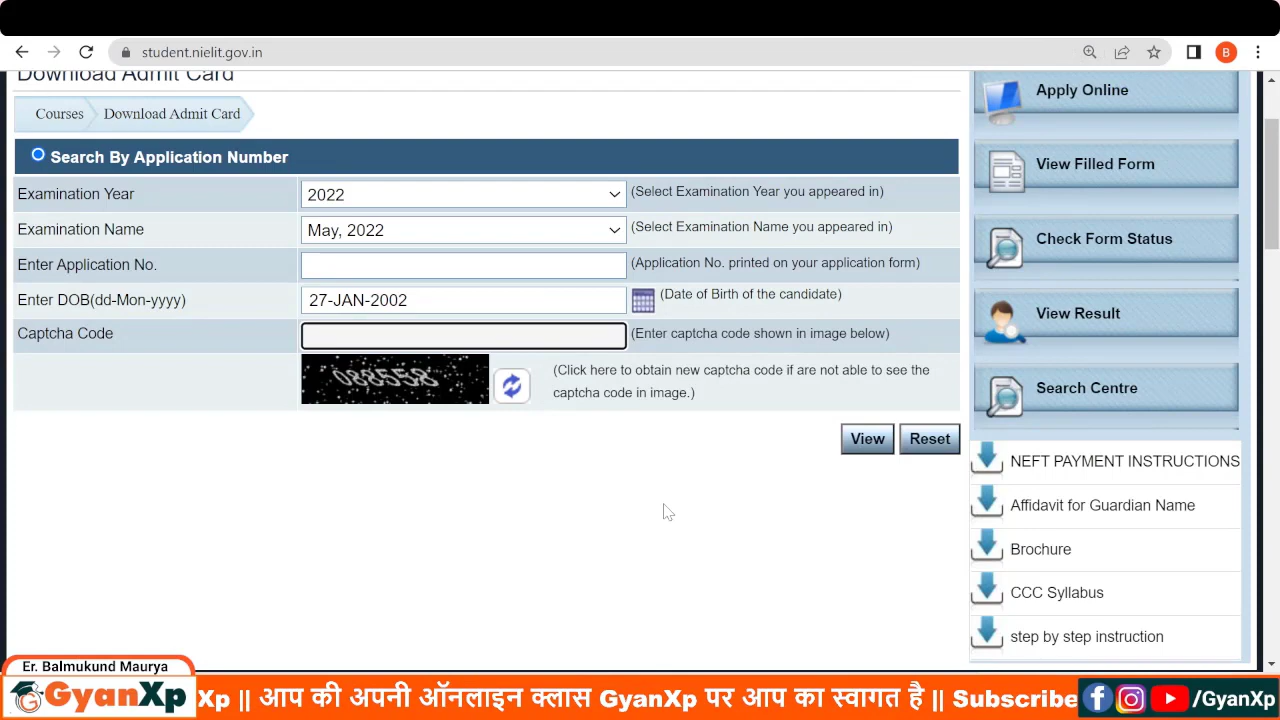 student.nielit.gov.in
B
Download Admit Card
Courses
Download Admit Card
Search By Application Number
Examination Year
2022
(Select Examination Year you appeared in)
Examination Name
May, 2022
(Select Examination Name you appeared in)
Enter Application No.
(Application No. printed on your application form)
Enter DOB(dd-Mon-yyyy)
27-JAN-2002
(Date of Birth of the candidate)
Captcha Code
(Enter captcha code shown in image below)
088558
(Click here to obtain new captcha code if are not able to see the
captcha code in image.)
View
Reset
Apply Online
View Filled Form
Check Form Status
View Result
Search Centre
NEFT PAYMENT INSTRUCTIONS
Affidavit for Guardian Name
Brochure
CCC Syllabus
step by step instruction
Er. Balmukund Maurya
GyanXp
Xp || आप की अपनी ऑनलाइन क्लास GyanXp पर आप का स्वागत है || Subscribe
/GyanXp